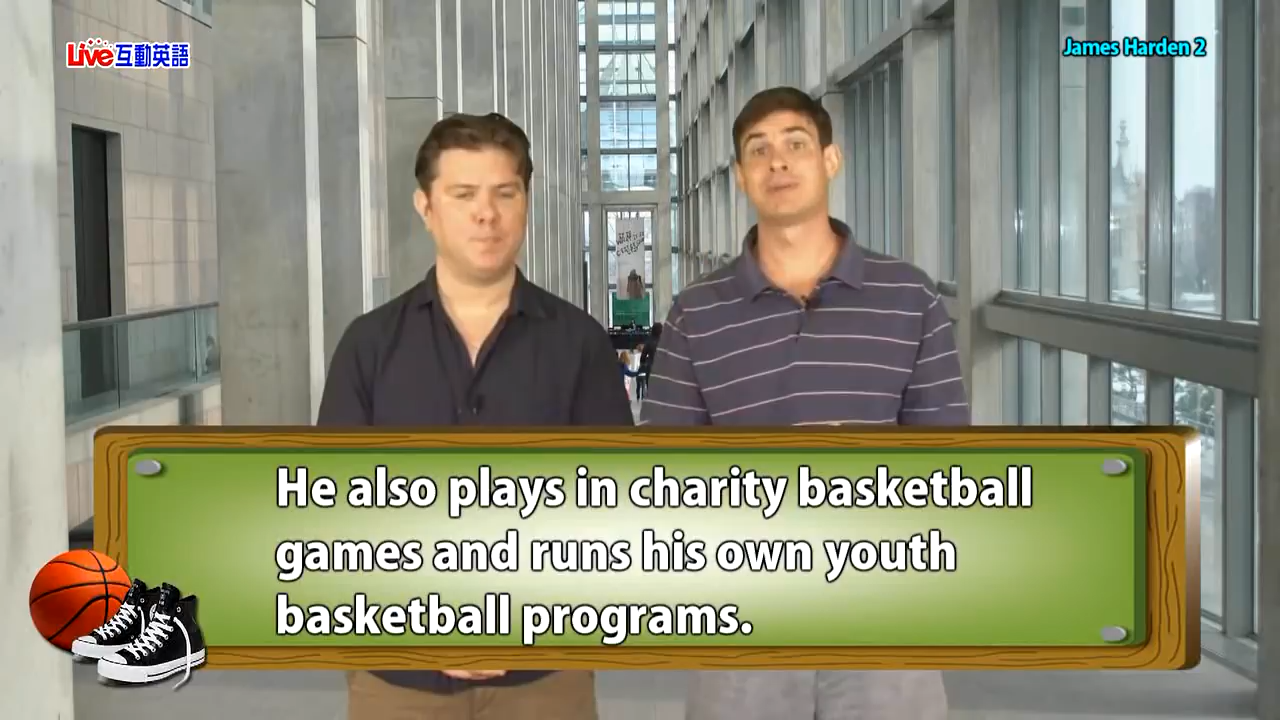 Live互動英語
James Harden 2
He also plays in charity basketball
games and runs his own youth
basketball programs.